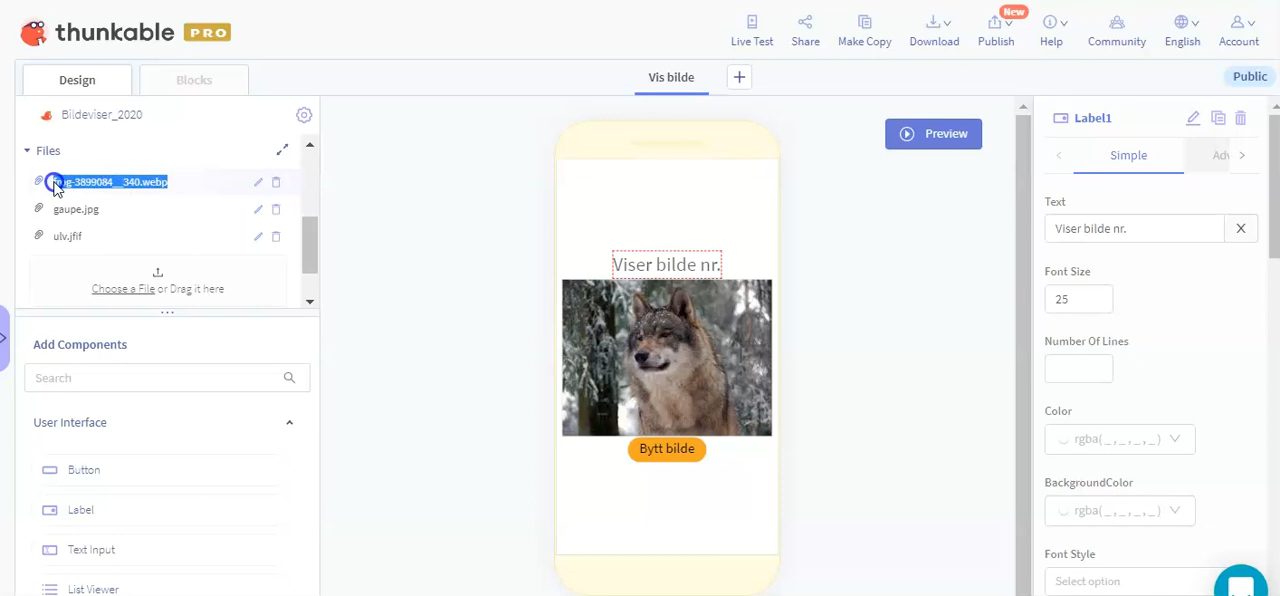 thunkable PRO
Live Test
Share
Make Copy
Download
New
Publish
Help
Community
English
Account
Design
Blocks
Vis bilde
+
Public
Bildeviser_2020
Preview
Label1
Files
Simple
Adv
-3899084__340.webp
gaupe.jpg
ulv.jfif
Choose a File or Drag it here
Text
Viser bilde nr.
X
Viser bilde nr.
Font Size
25
Number Of Lines
Add Components
Search
Color
rgba(_,_,_,_)
User Interface
Bytt bilde
Button
BackgroundColor
rgba(_,_,_,_)
Label
Text Input
Font Style
Select option
List Viewer